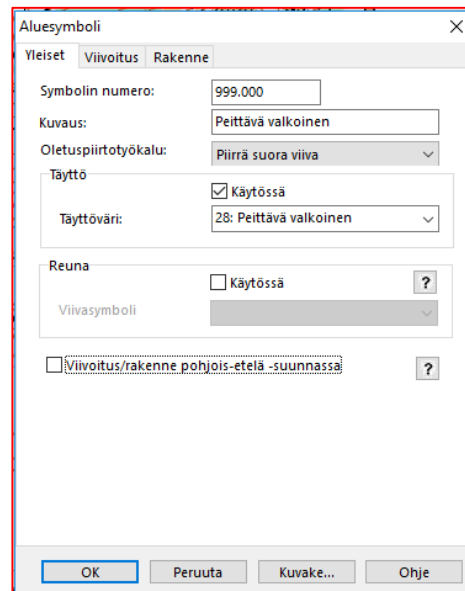 Aluesymboli
Yleiset Viivoitus Rakenne
Symbolin numero: 999.000
Kuvaus: Peittävä valkoinen
Oletuspiirtotyökalu: Piirrä suora viiva
Täyttö
Käytössä
Täyttöväri: 28: Peittävä valkoinen
Reuna
Käytössä ?
Viivasymboli
Viivoitus/rakenne pohjois-etelä -suunnassa ?
OK Peruuta Kuvake... Ohje